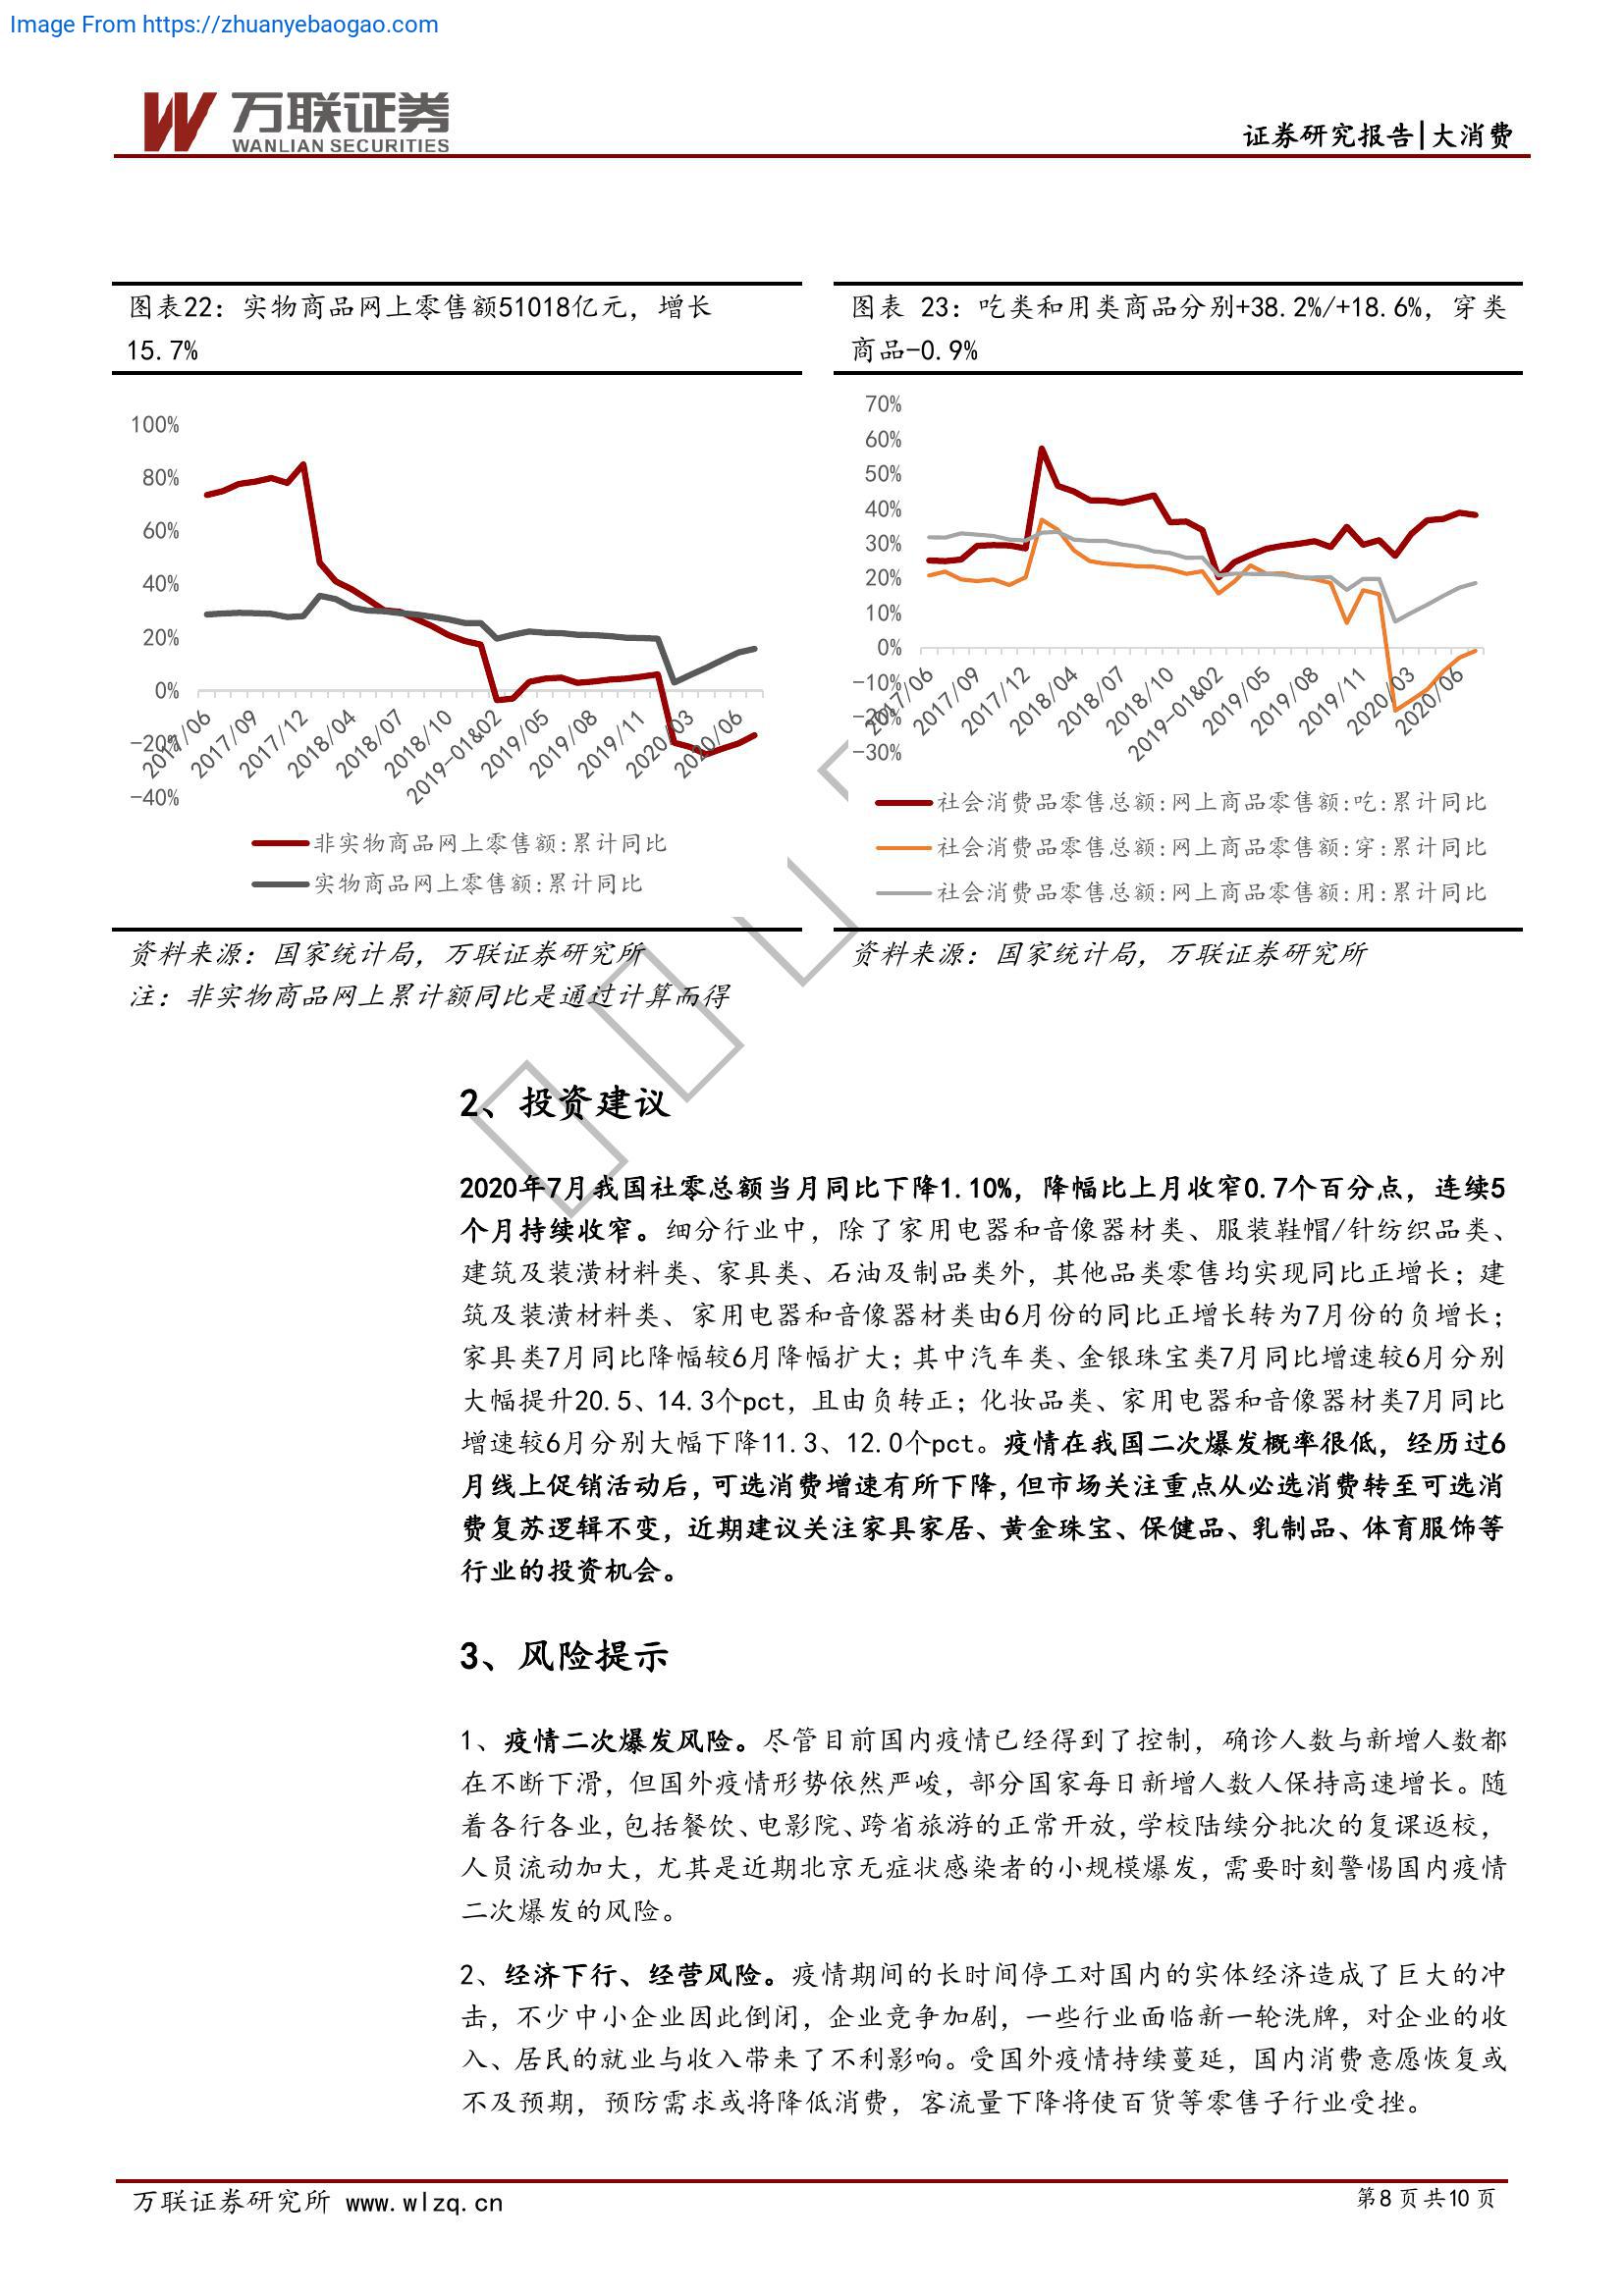 Image From https://zhuanyebaogao.com
万联证券
WANLIAN SECURITIES
证券研究报告|大消费
图表22：实物商品网上零售额51018亿元，增长
15.7%
100%
80%
60%
40%
20%
0%
-20%
-40%
2017/06
2017/09
2017/12
2018/04
2018/07
2018/10
2019-01&02
2019/05
2019/08
2019/11
2020/03
2020/06
非实物商品网上零售额:累计同比
实物商品网上零售额:累计同比
资料来源：国家统计局，万联证券研究所
注：非实物商品网上累计额同比是通过计算而得
图表 23：吃类和用类商品分别+38.2%/+18.6%，穿类
商品-0.9%
70%
60%
50%
40%
30%
20%
10%
0%
-10%
-20%
-30%
2017/06
2017/09
2017/12
2018/04
2018/07
2018/10
2019-01&02
2019/05
2019/08
2019/11
2020/03
2020/06
社会消费品零售总额:网上商品零售额:吃:累计同比
社会消费品零售总额:网上商品零售额:穿:累计同比
社会消费品零售总额:网上商品零售额:用:累计同比
资料来源：国家统计局，万联证券研究所
2、投资建议
2020年7月我国社零总额当月同比下降1.10%，降幅比上月收窄0.7个百分点，连续5
个月持续收窄。细分行业中，除了家用电器和音像器材类、服装鞋帽/针纺织品类、
建筑及装潢材料类、家具类、石油及制品类外，其他品类零售均实现同比正增长；建
筑及装潢材料类、家用电器和音像器材类由6月份的同比正增长转为7月份的负增长；
家具类7月同比降幅较6月降幅扩大；其中汽车类、金银珠宝类7月同比增速较6月分别
大幅提升20.5、14.3个pct，且由负转正；化妆品类、家用电器和音像器材类7月同比
增速较6月分别大幅下降11.3、12.0个pct。疫情在我国二次爆发概率很低，经历过6
月线上促销活动后，可选消费增速有所下降，但市场关注重点从必选消费转至可选消
费复苏逻辑不变，近期建议关注家具家居、黄金珠宝、保健品、乳制品、体育服饰等
行业的投资机会。
3、风险提示
1、疫情二次爆发风险。尽管目前国内疫情已经得到了控制，确诊人数与新增人数都
在不断下滑，但国外疫情形势依然严峻，部分国家每日新增人数人保持高速增长。随
着各行各业，包括餐饮、电影院、跨省旅游的正常开放，学校陆续分批次的复课返校，
人员流动加大，尤其是近期北京无症状感染者的小规模爆发，需要时刻警惕国内疫情
二次爆发的风险。
2、经济下行、经营风险。疫情期间的长时间停工对国内的实体经济造成了巨大的冲
击，不少中小企业因此倒闭，企业竞争加剧，一些行业面临新一轮洗牌，对企业的收
入、居民的就业与收入带来了不利影响。受国外疫情持续蔓延，国内消费意愿恢复或
不及预期，预防需求或将降低消费，客流量下降将使百货等零售子行业受挫。
万联证券研究所 www.wlzq.cn
第8页共10页